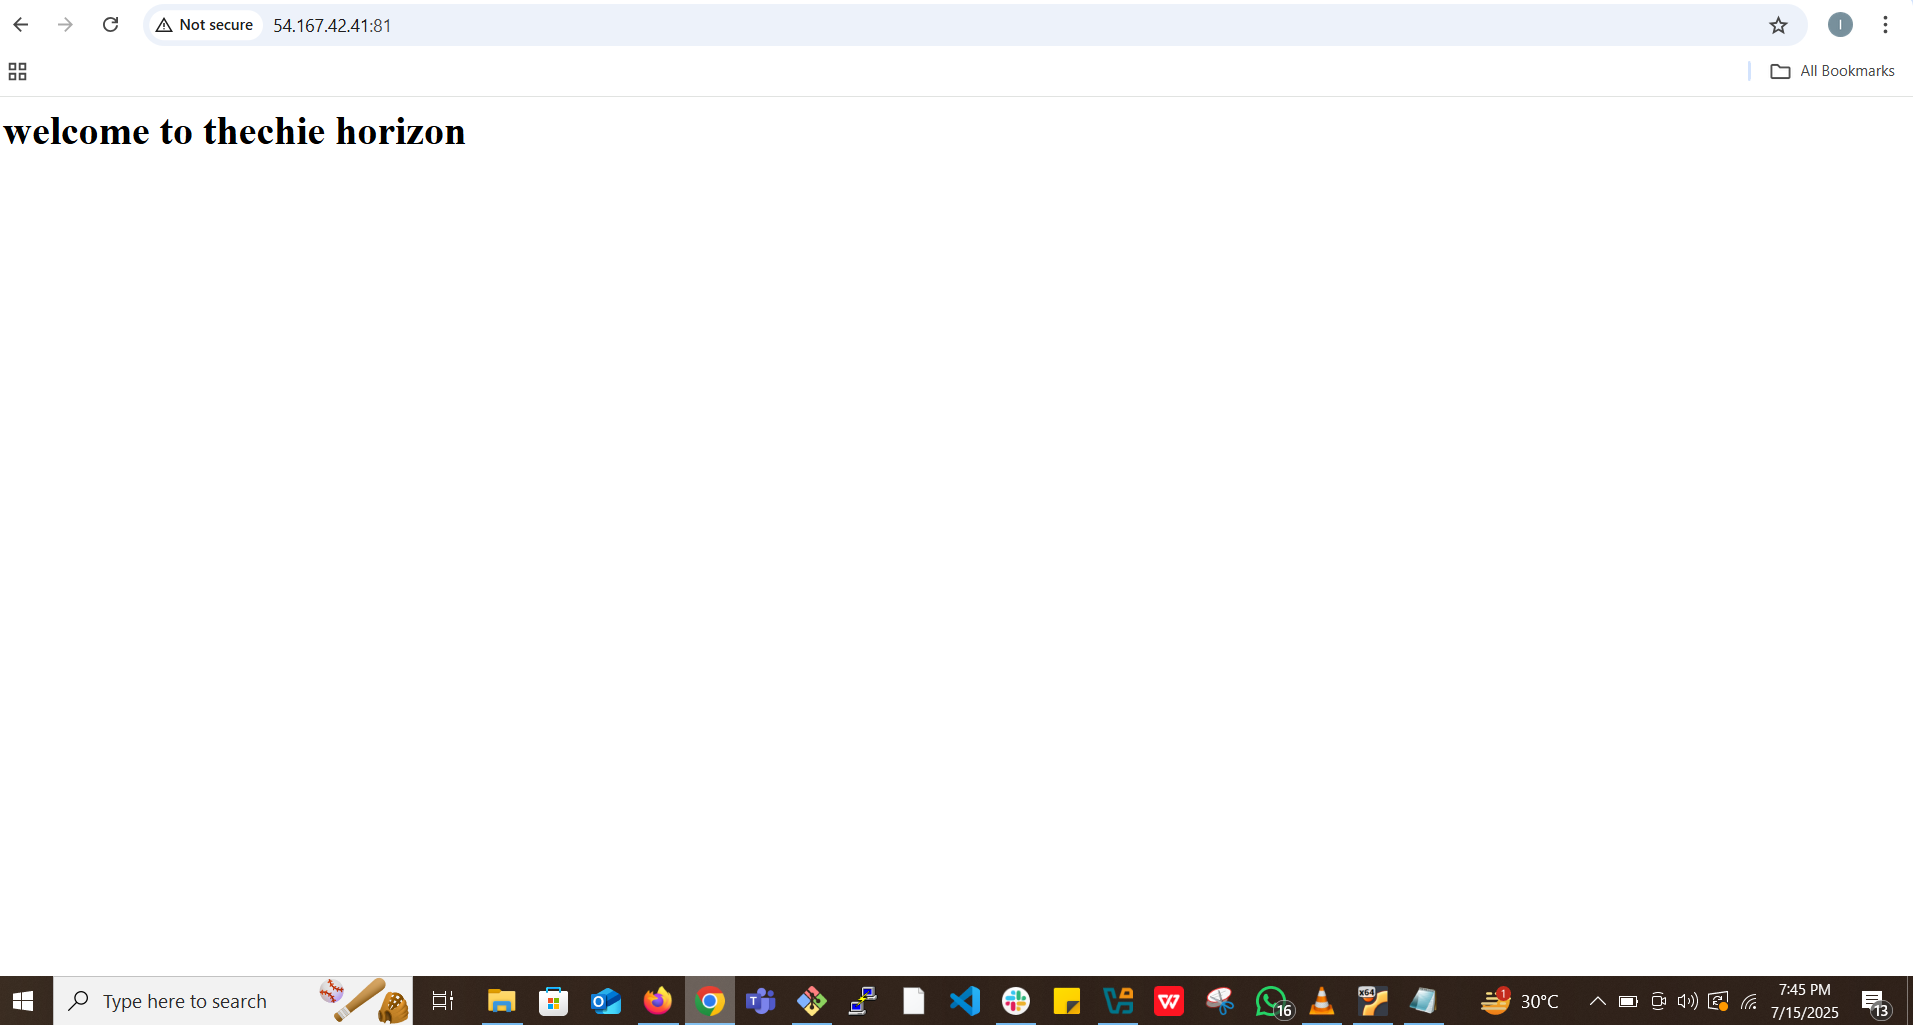 Not secure 54.167.42.41:81
I
All Bookmarks
welcome to thechie horizon
Type here to search
T
O
x64
16
1
30°C
7:45 PM
7/15/2025
13